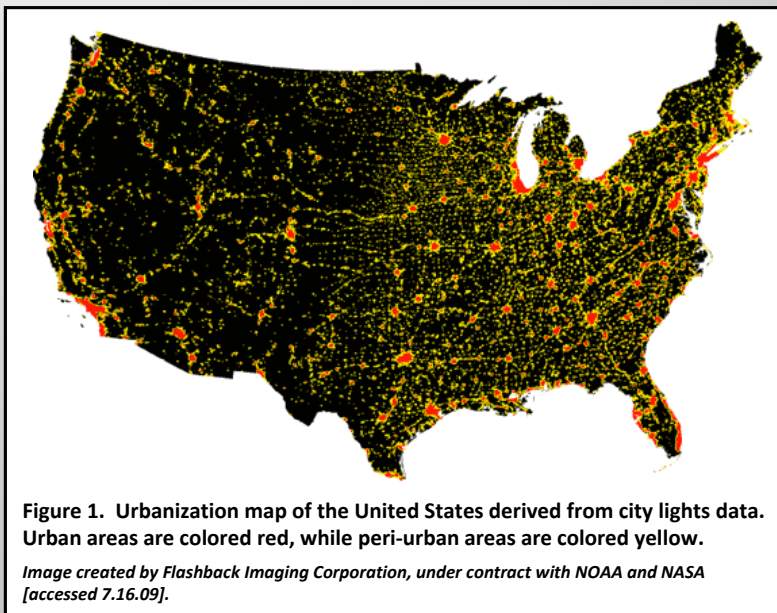 Figure 1.  Urbanization map of the United States derived from city lights data.
Urban areas are colored red, while peri-urban areas are colored yellow.
Image created by Flashback Imaging Corporation, under contract with NOAA and NASA
[accessed 7.16.09].